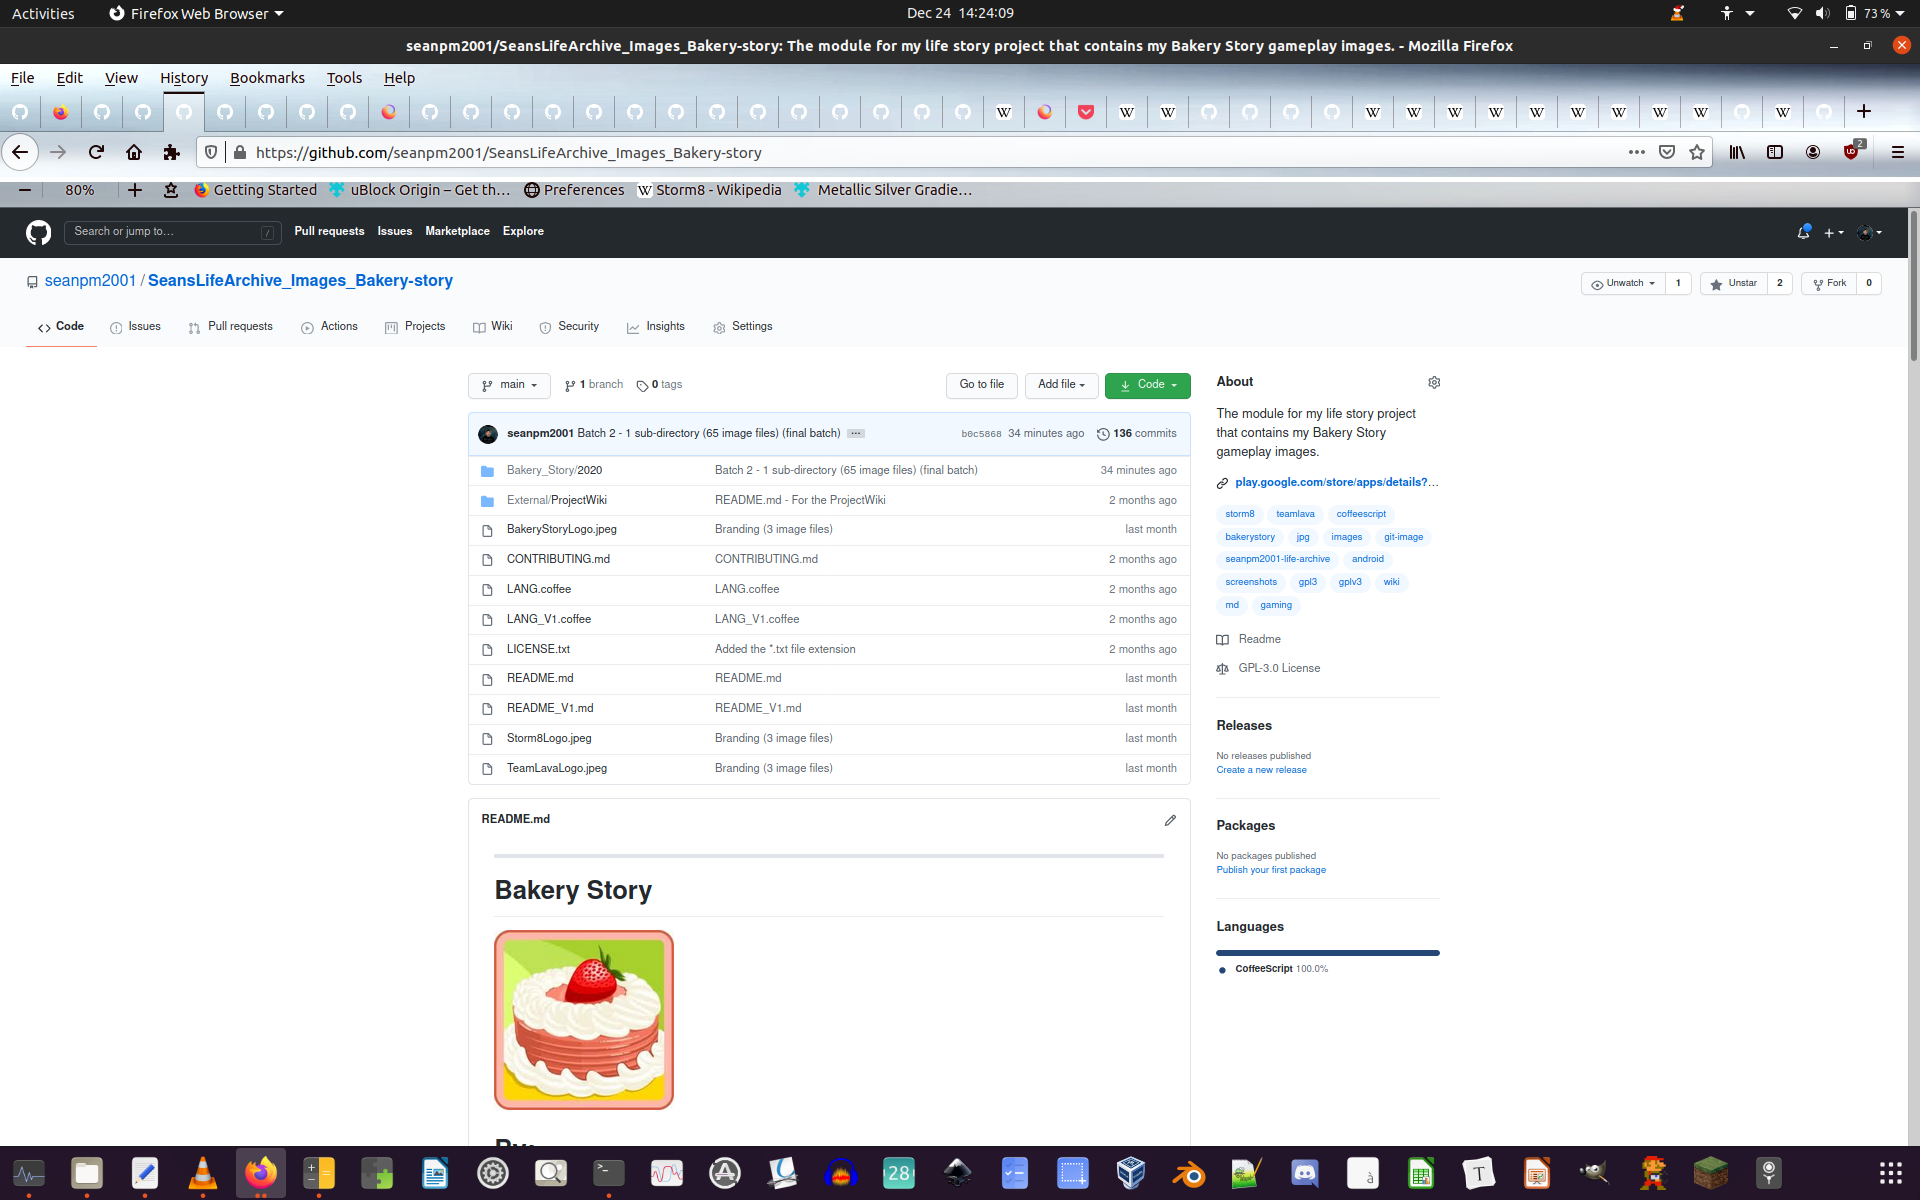 Activities Firefox Web Browser Dec 24 14:24:09 73 %
seanpm2001/SeansLifeArchive_Images_Bakery-story: The module for my life story project that contains my Bakery Story gameplay images. - Mozilla Firefox
File Edit View History Bookmarks Tools Help
https://github.com/seanpm2001/SeansLifeArchive_Images_Bakery-story 2
80% Getting Started uBlock Origin – Get th… Preferences Storm8 - Wikipedia Metallic Silver Gradie…
Search or jump to… / Pull requests Issues Marketplace Explore
seanpm2001 / SeansLifeArchive_Images_Bakery-story Unwatch 1 Unstar 2 Fork 0
Code Issues Pull requests Actions Projects Wiki Security Insights Settings
main 1 branch 0 tags Go to file Add file Code
seanpm2001 Batch 2 - 1 sub-directory (65 image files) (final batch) b0c5868 34 minutes ago 136 commits
Bakery_Story/2020 Batch 2 - 1 sub-directory (65 image files) (final batch) 34 minutes ago
External/ProjectWiki README.md - For the ProjectWiki 2 months ago
BakeryStoryLogo.jpeg Branding (3 image files) last month
CONTRIBUTING.md CONTRIBUTING.md 2 months ago
LANG.coffee LANG.coffee 2 months ago
LANG_V1.coffee LANG_V1.coffee 2 months ago
LICENSE.txt Added the *.txt file extension 2 months ago
README.md README.md last month
README_V1.md README_V1.md last month
Storm8Logo.jpeg Branding (3 image files) last month
TeamLavaLogo.jpeg Branding (3 image files) last month
README.md
Bakery Story
About
The module for my life story project
that contains my Bakery Story
gameplay images.
play.google.com/store/apps/details?…
storm8 teamlava coffeescript
bakerystory jpg images git-image
seanpm2001-life-archive android
screenshots gpl3 gplv3 wiki
md gaming
Readme
GPL-3.0 License
Releases
No releases published
Create a new release
Packages
No packages published
Publish your first package
Languages
CoffeeScript 100.0%
28